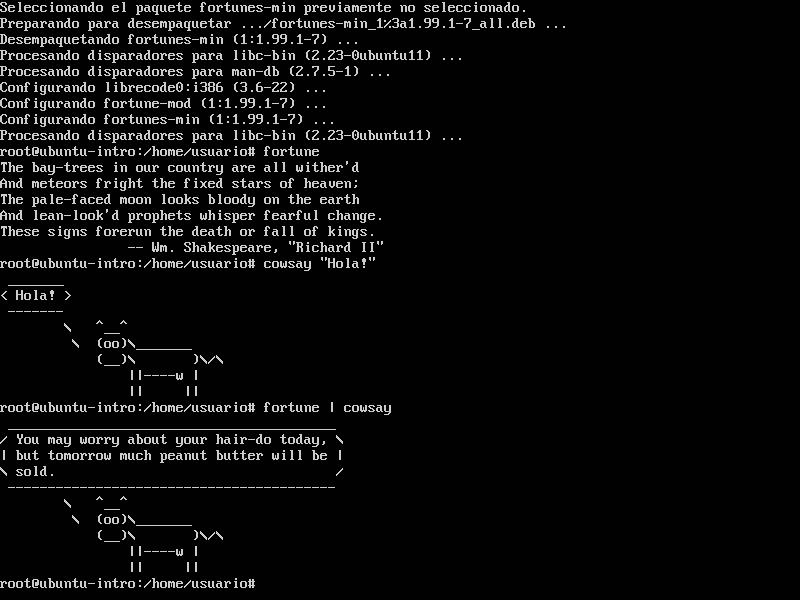 Seleccionando el paquete fortunes-min previamente no seleccionado.
Preparando para desempaquetar .../fortunes-min_1%3a1.99.1-7_all.deb ...
Desempaquetando fortunes-min (1:1.99.1-7) ...
Procesando disparadores para libc-bin (2.23-0ubuntu11) ...
Procesando disparadores para man-db (2.7.5-1) ...
Configurando librecode0:i386 (3.6-22) ...
Configurando fortune-mod (1:1.99.1-7) ...
Configurando fortunes-min (1:1.99.1-7) ...
Procesando disparadores para libc-bin (2.23-0ubuntu11) ...
root@ubuntu-intro:/home/usuario# fortune
The bay-trees in our country are all wither'd
And meteors fright the fixed stars of heaven;
The pale-faced moon looks bloody on the earth
And lean-look'd prophets whisper fearful change.
These signs forerun the death or fall of kings.
                -- Wm. Shakespeare, "Richard II"
root@ubuntu-intro:/home/usuario# cowsay "Hola!"
 _______
< Hola! >
 -------
        \   ^__^
         \  (oo)\_______
            (__)\       )\/\
                ||----w |
                ||     ||
root@ubuntu-intro:/home/usuario# fortune | cowsay
 _________________________________________
/ You may worry about your hair-do today, \
| but tomorrow much peanut butter will be |
\ sold.                                   /
 -----------------------------------------
        \   ^__^
         \  (oo)\_______
            (__)\       )\/\
                ||----w |
                ||     ||
root@ubuntu-intro:/home/usuario#